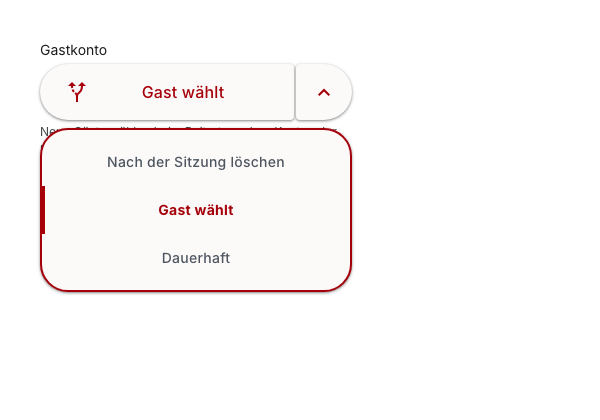 Gastkonto
Gast wählt
Nach der Sitzung löschen
Gast wählt
Dauerhaft